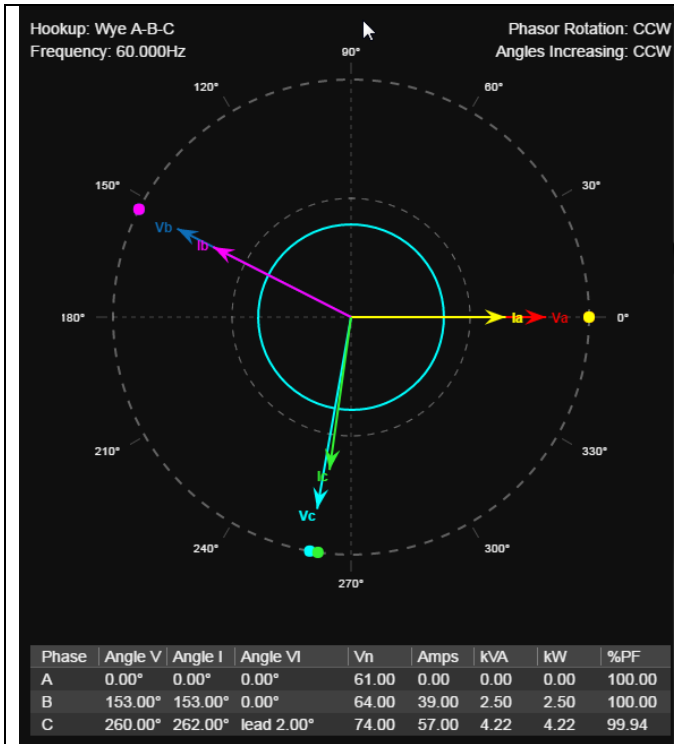 Hookup: Wye A-B-C
Phasor Rotation: CCW
Frequency: 60.000Hz
Angles Increasing: CCW
90°
120°
60°
150°
30°
Vb
Ib
180°
Ia
Va
0°
210°
330°
Ic
Vc
240°
300°
270°
Phase Angle V Angle I Angle VI Vn Amps kVA kW %PF
A 0.00° 0.00° 0.00° 61.00 0.00 0.00 0.00 100.00
B 153.00° 153.00° 0.00° 64.00 39.00 2.50 2.50 100.00
C 260.00° 262.00° lead 2.00° 74.00 57.00 4.22 4.22 99.94